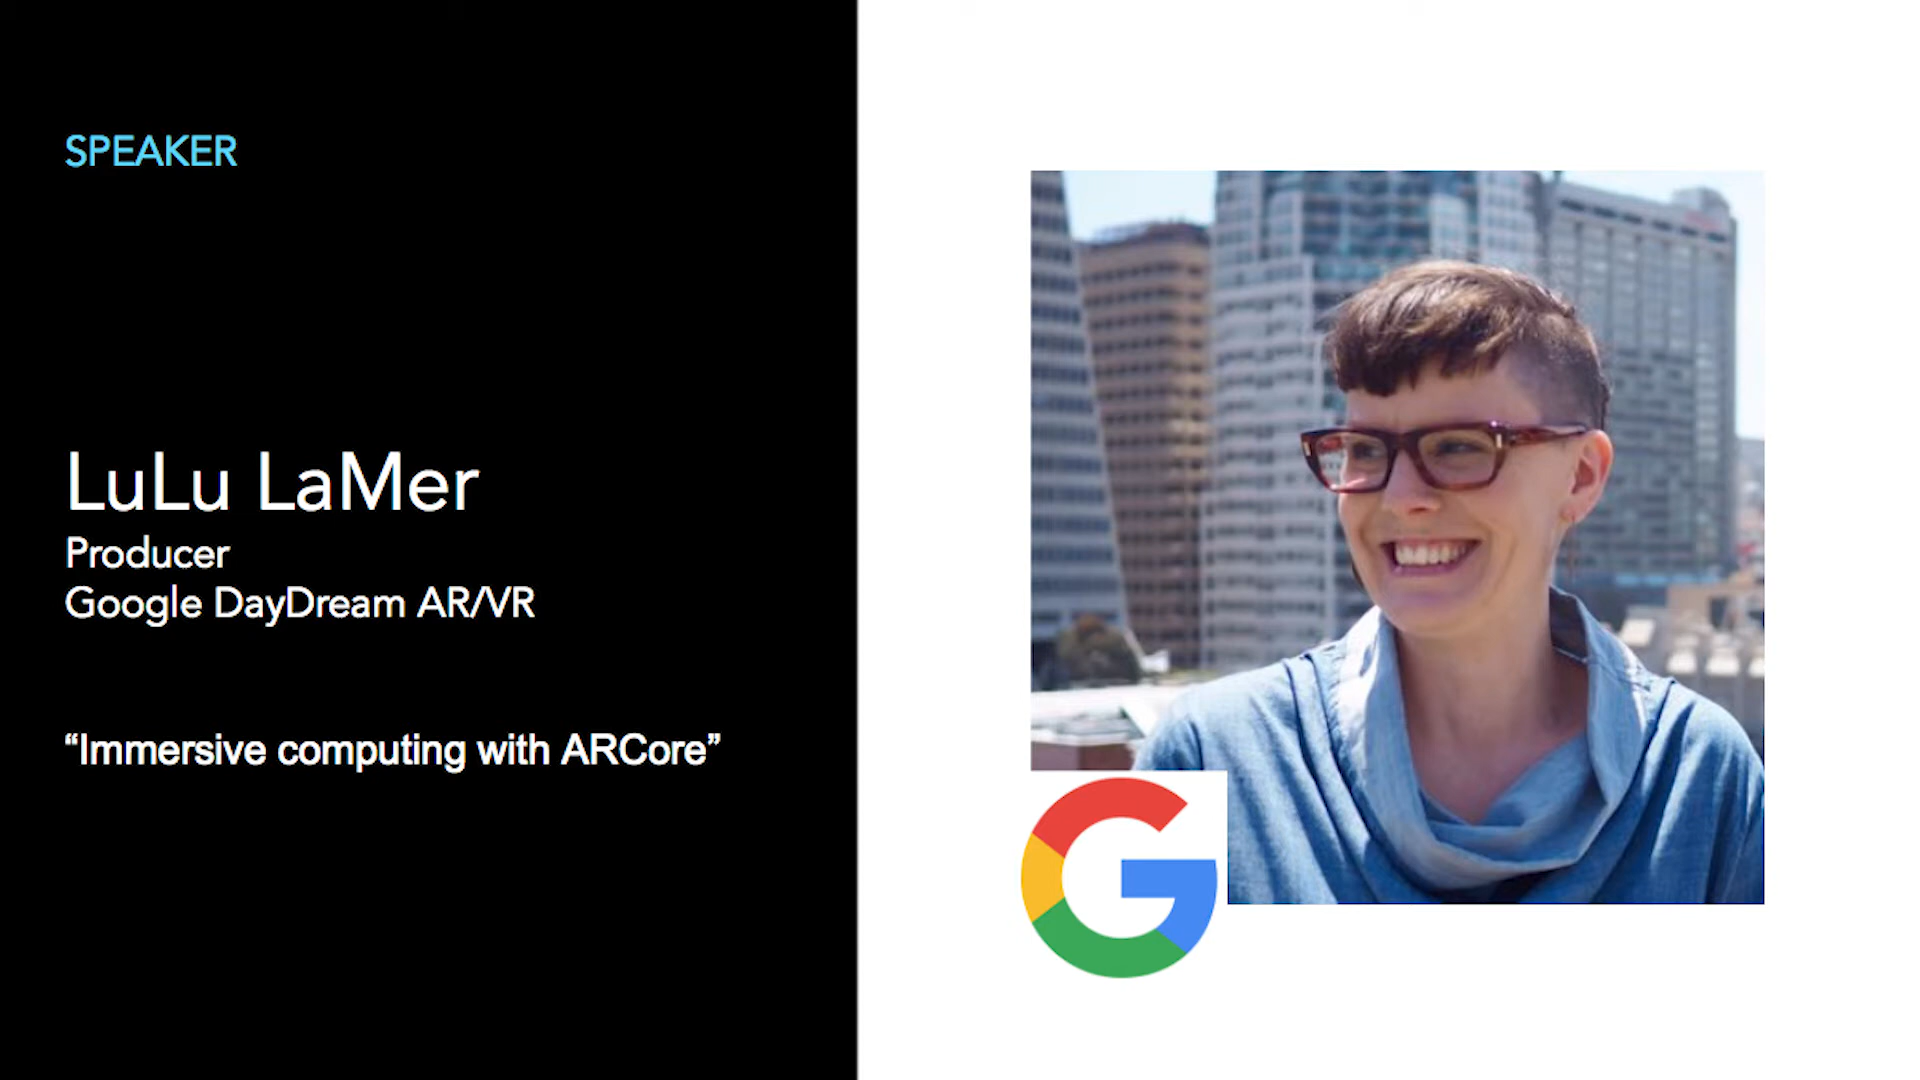 SPEAKER
LuLu LaMer
Producer
Google DayDream AR/VR
“Immersive computing with ARCore”